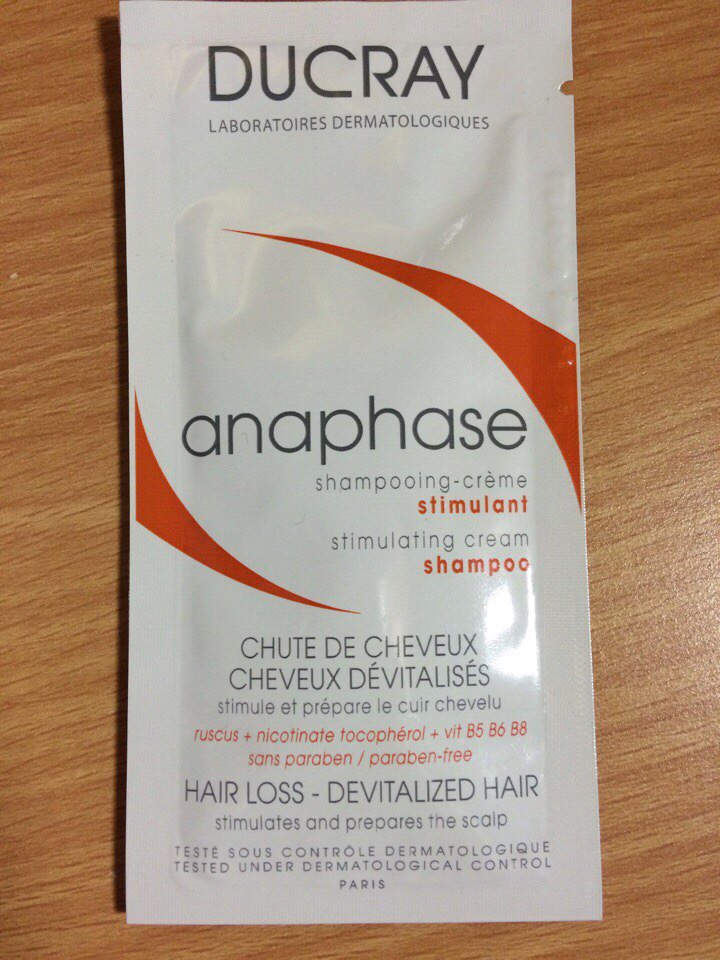 DUCRAY
LABORATOIRES DERMATOLOGIQUES
anaphase
shampooing-crème
stimulant
stimulating cream
shampoo
CHUTE DE CHEVEUX
CHEVEUX DÉVITALISÉS
stimule et prépare le cuir chevelu
ruscus + nicotinate tocophérol + vit B5 B6 B8
sans paraben / paraben-free
HAIR LOSS - DEVITALIZED HAIR
stimulates and prepares the scalp
TESTÉ SOUS CONTRÔLE DERMATOLOGIQUE
TESTED UNDER DERMATOLOGICAL CONTROL
PARIS